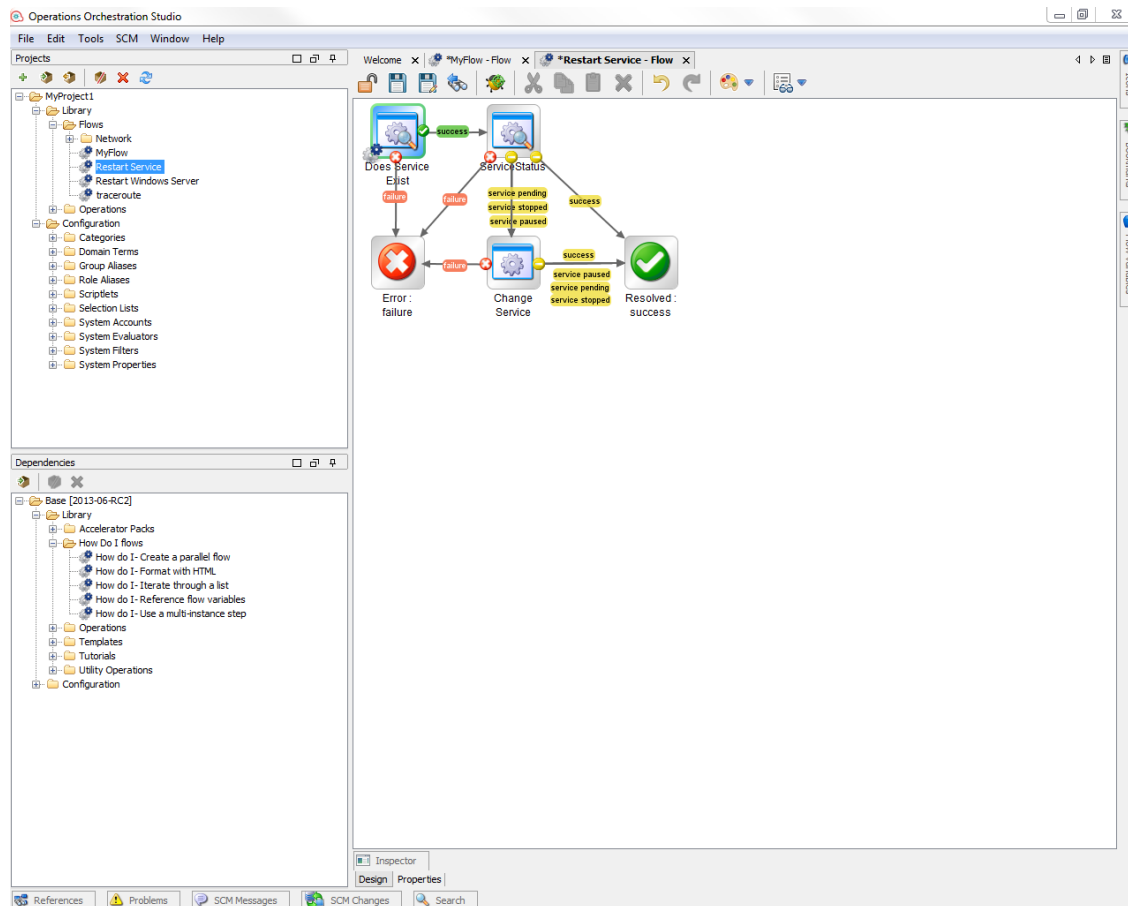 Operations Orchestration Studio
File Edit Tools SCM Window Help
Projects
MyProject1
Library
Flows
Network
MyFlow
Restart Service
Restart Windows Server
traceroute
Operations
Configuration
Categories
Domain Terms
Group Aliases
Role Aliases
Scriptlets
Selection Lists
System Accounts
System Evaluators
System Filters
System Properties
Dependencies
Base [2013-06-RC2]
Library
Accelerator Packs
How Do I flows
How do I- Create a parallel flow
How do I- Format with HTML
How do I- Iterate through a list
How do I- Reference flow variables
How do I- Use a multi-instance step
Operations
Templates
Tutorials
Utility Operations
Configuration
Welcome *MyFlow - Flow *Restart Service - Flow
success
Does Service
Exist
ServiceStatus
failure
failure
service pending
service stopped
service paused
success
failure
success
service paused
service pending
service stopped
Error :
failure
Change
Service
Resolved :
success
Inspector
Design Properties
References Problems SCM Messages SCM Changes Search